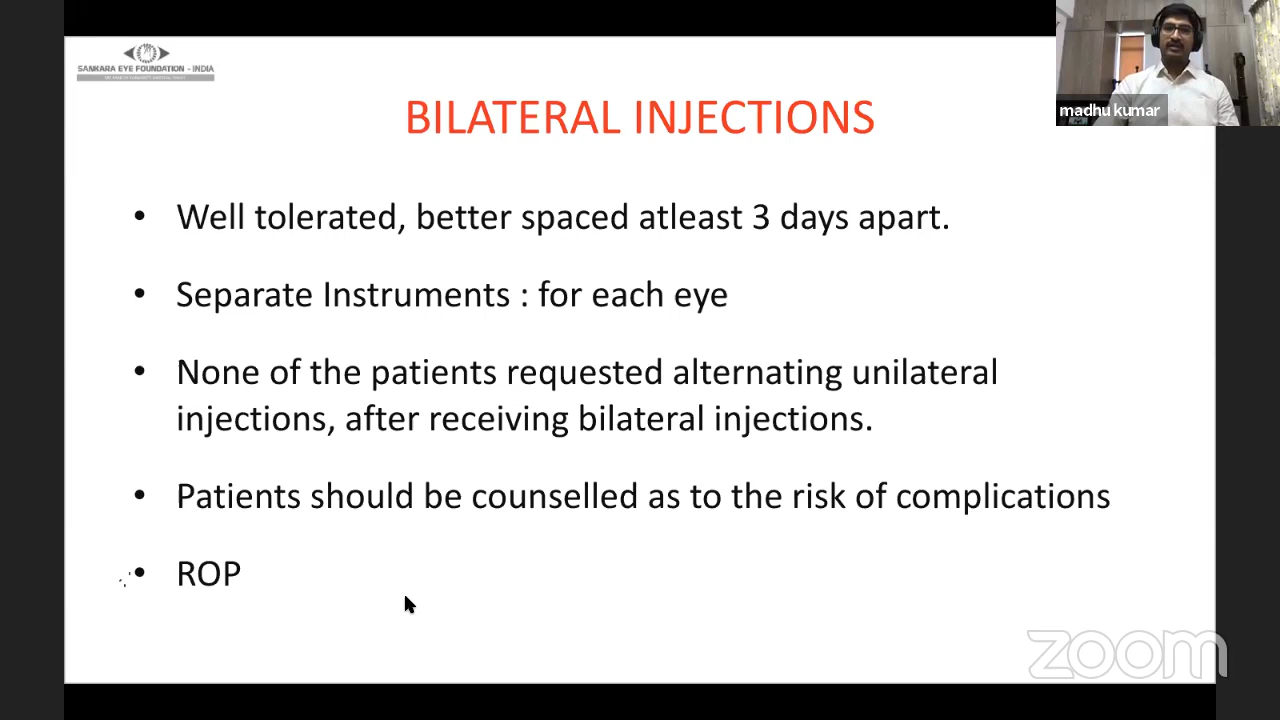 SANKARA EYE FOUNDATION - INDIA
madhu kumar
BILATERAL INJECTIONS
• Well tolerated, better spaced atleast 3 days apart.
• Separate Instruments : for each eye
• None of the patients requested alternating unilateral
injections, after receiving bilateral injections.
• Patients should be counselled as to the risk of complications
• ROP
zoom